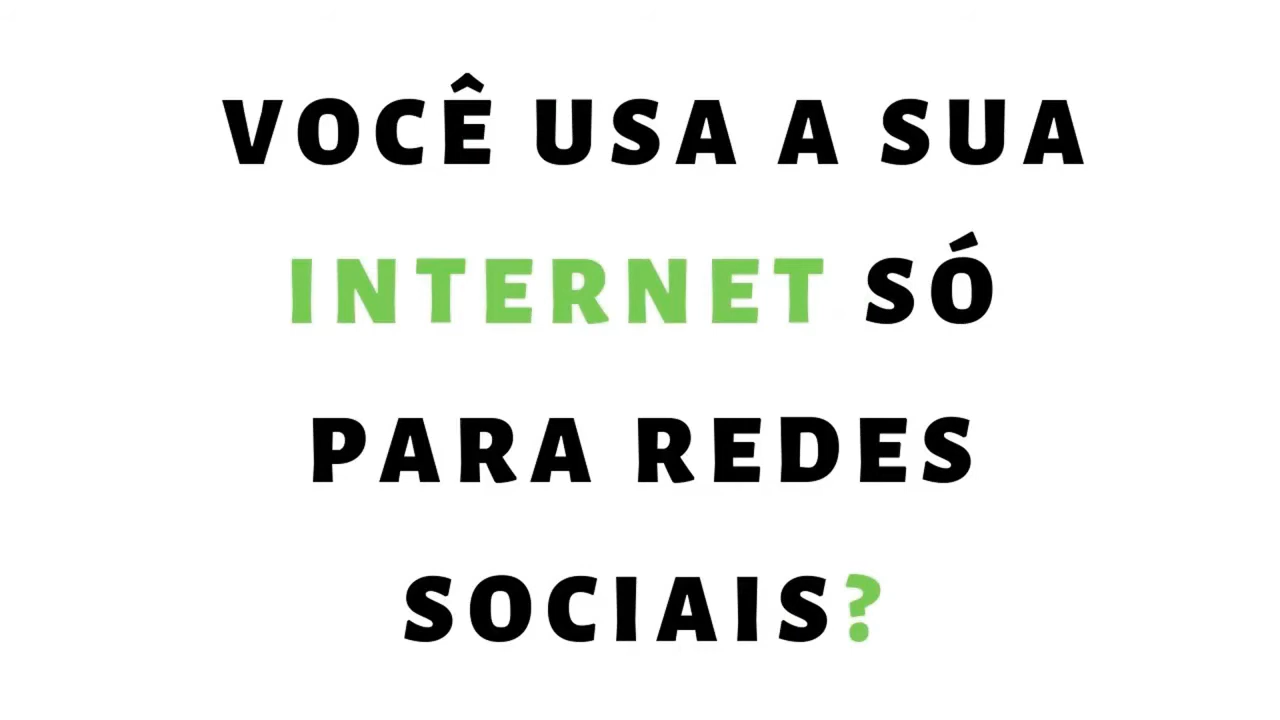 VOCÊ USA A SUA
INTERNET SÓ
PARA REDES
SOCIAIS?